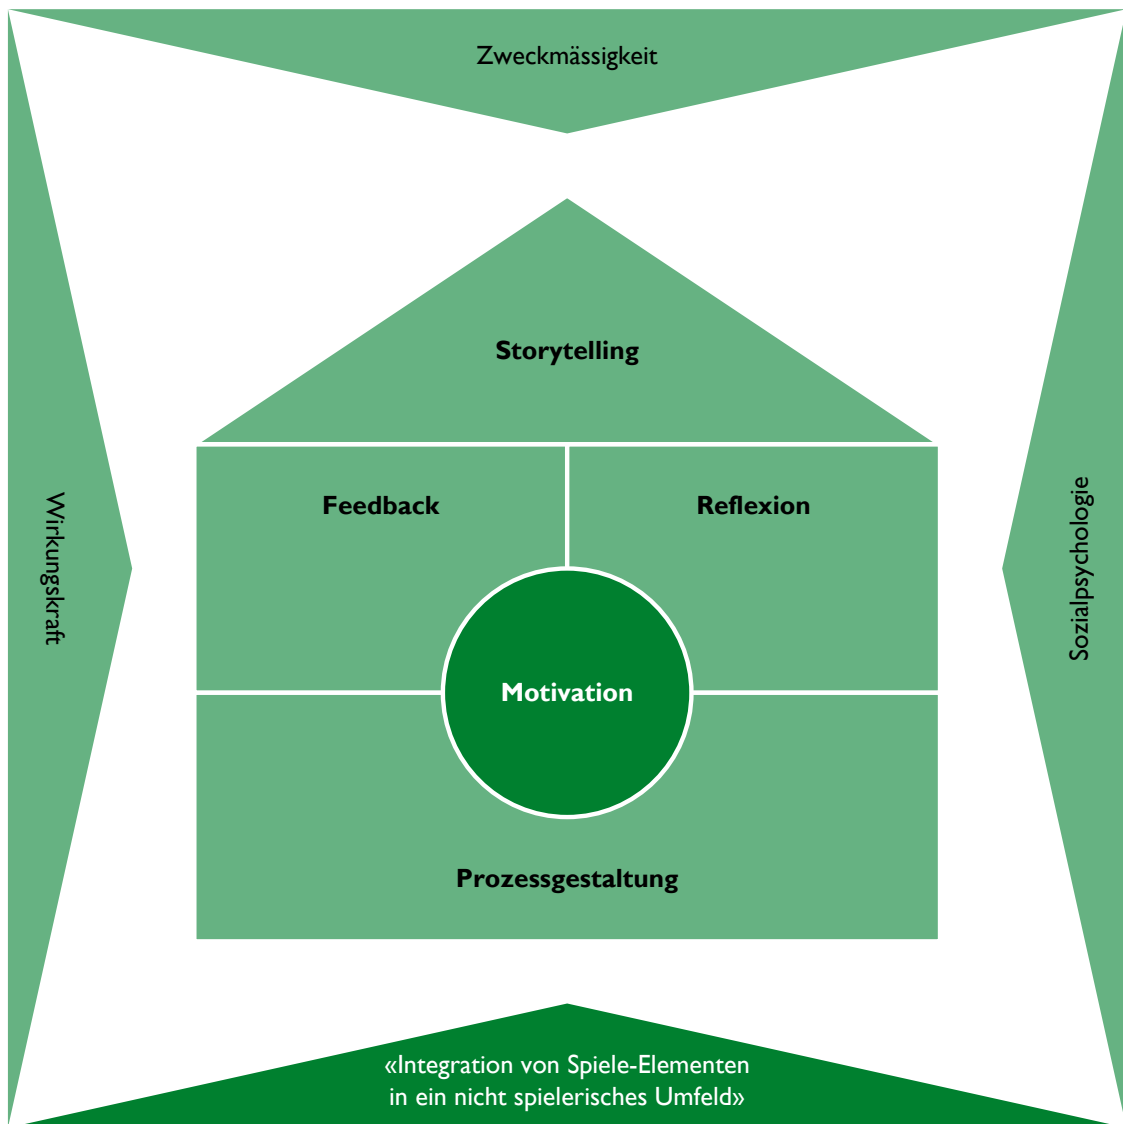 Zweckmässigkeit
Storytelling
Feedback
Reflexion
Wirkungskraft
Sozialpsychologie
Motivation
Prozessgestaltung
«Integration von Spiele-Elementen
in ein nicht spielerisches Umfeld»